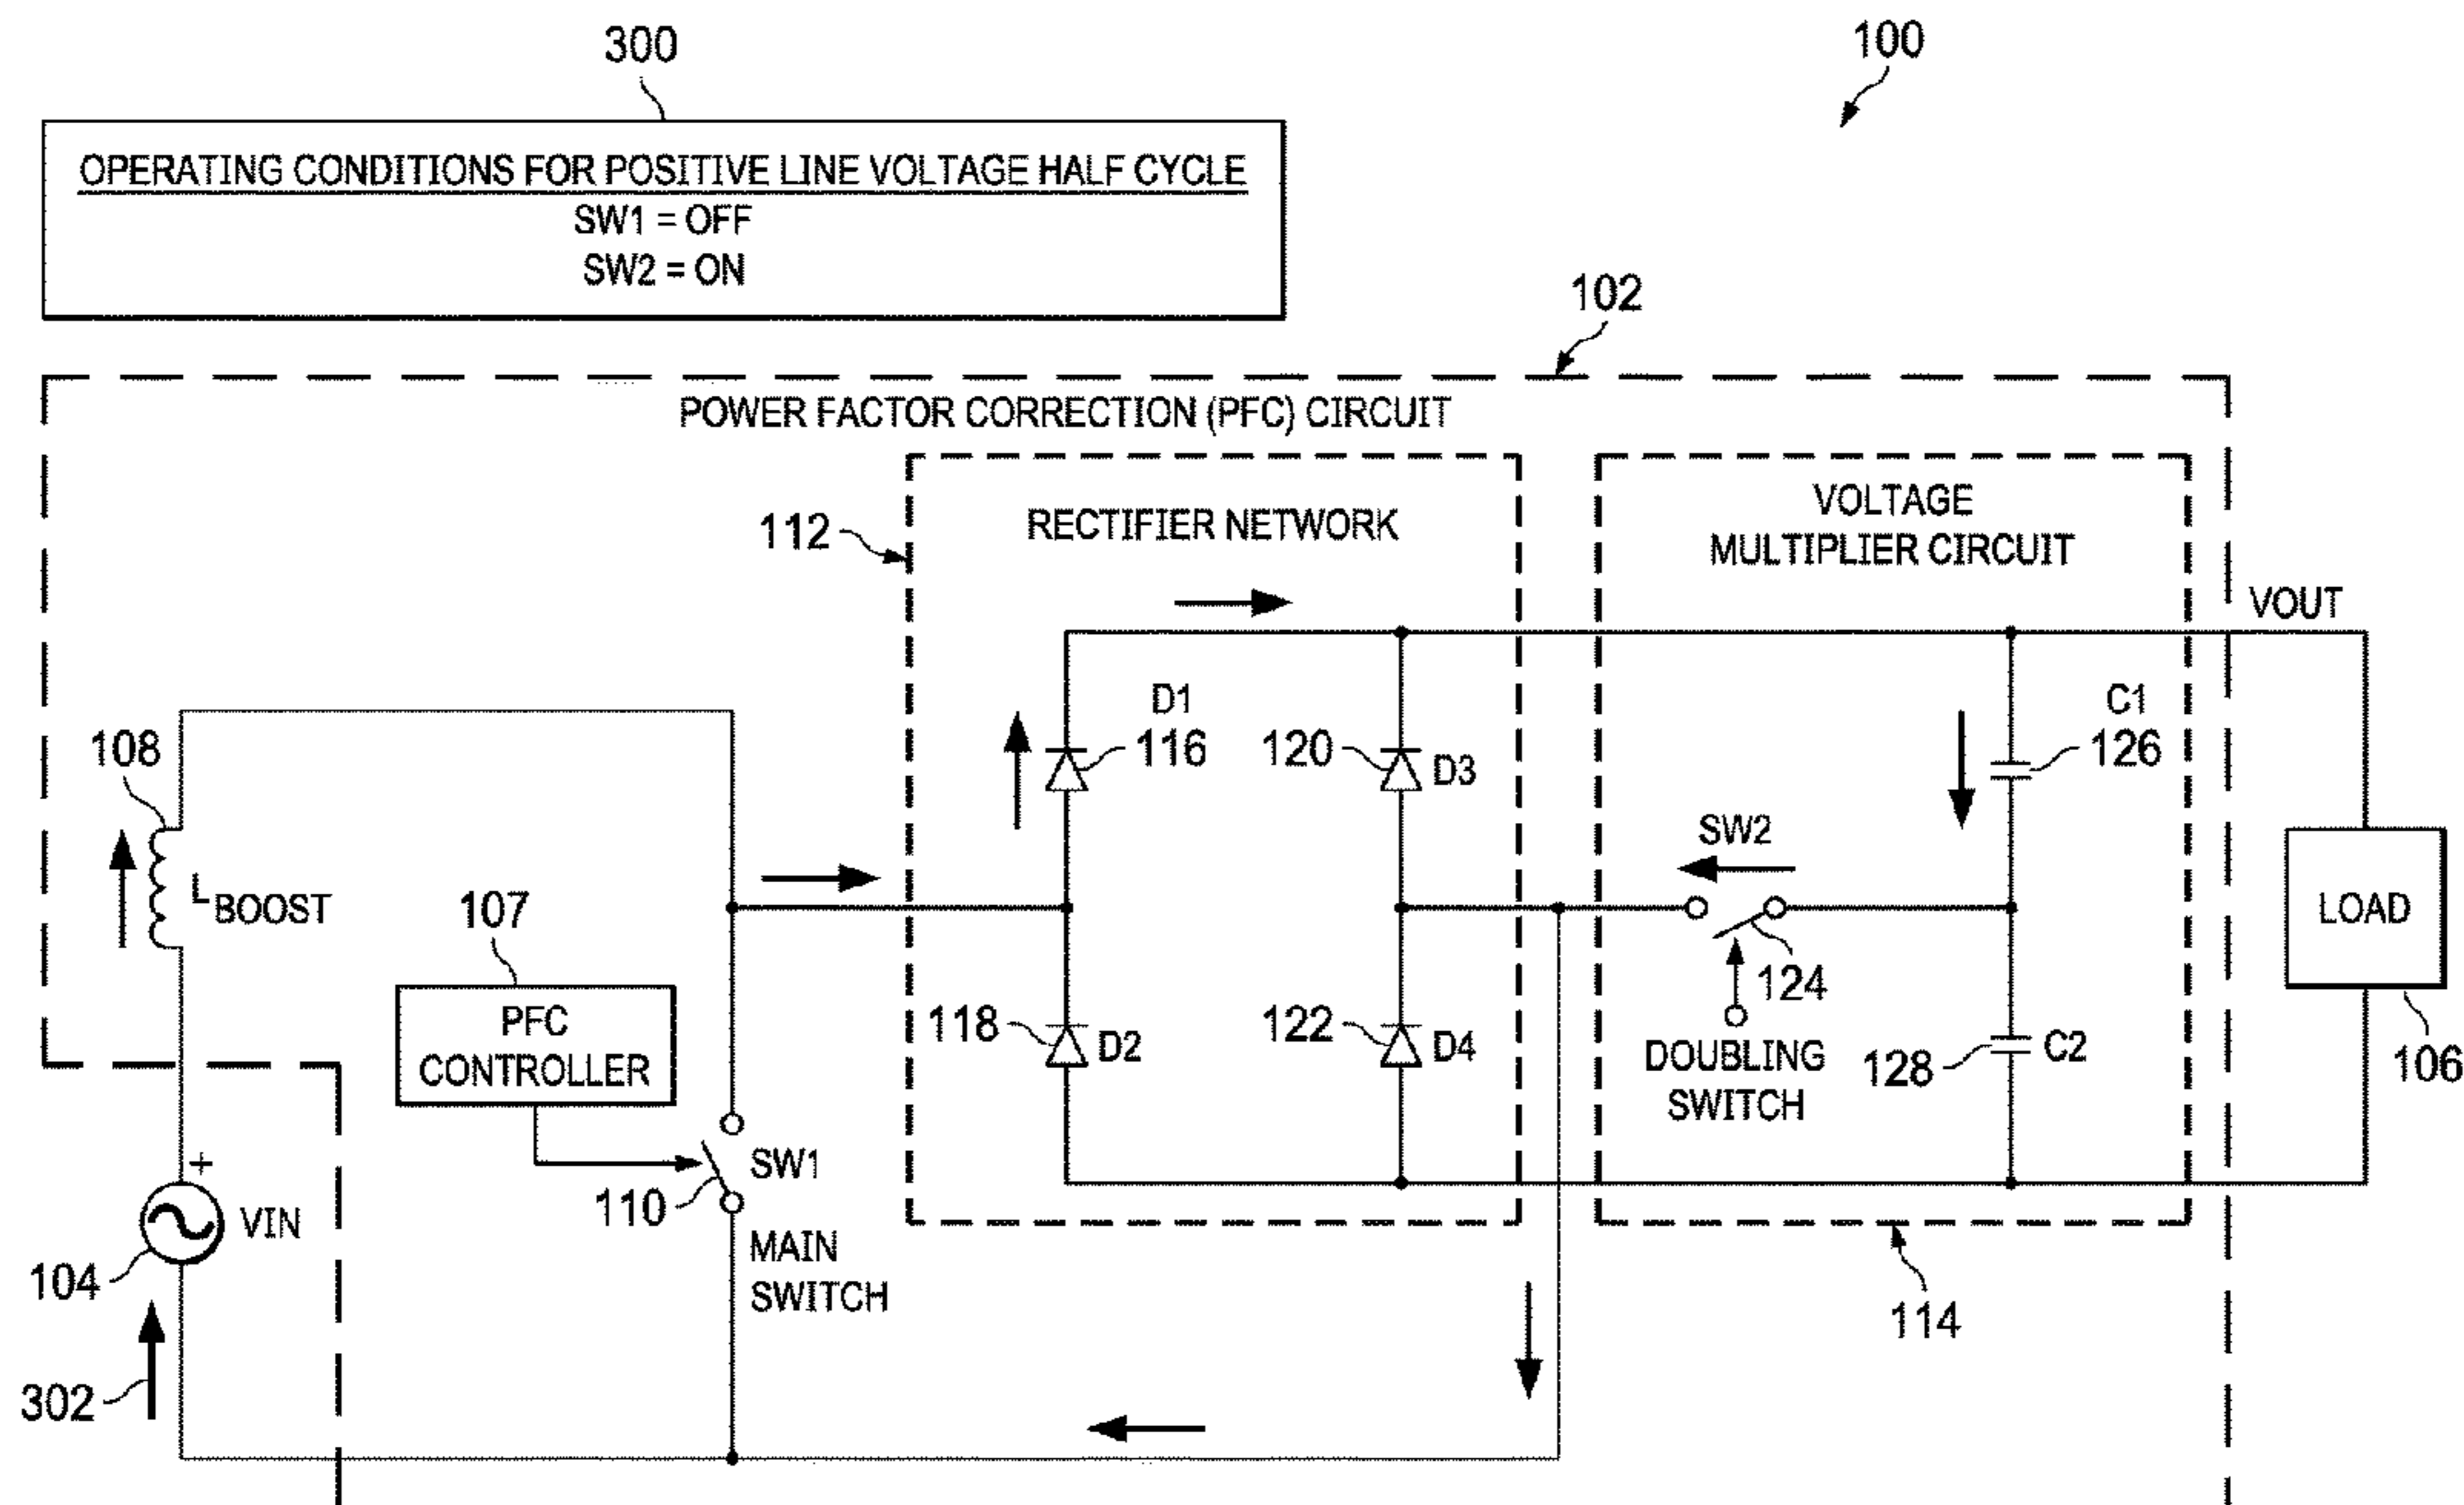 300
100
OPERATING CONDITIONS FOR POSITIVE LINE VOLTAGE HALF CYCLE
SW1 = OFF
SW2 = ON
102
POWER FACTOR CORRECTION (PFC) CIRCUIT
112
RECTIFIER NETWORK
VOLTAGE
MULTIPLIER CIRCUIT
VOUT
108
D1
116
120
D3
C1
126
SW2
LBOOST
107
LOAD
PFC
CONTROLLER
118
D2
122
D4
124
DOUBLING
SWITCH
128
C2
106
+
SW1
110
VIN
104
MAIN
SWITCH
114
302